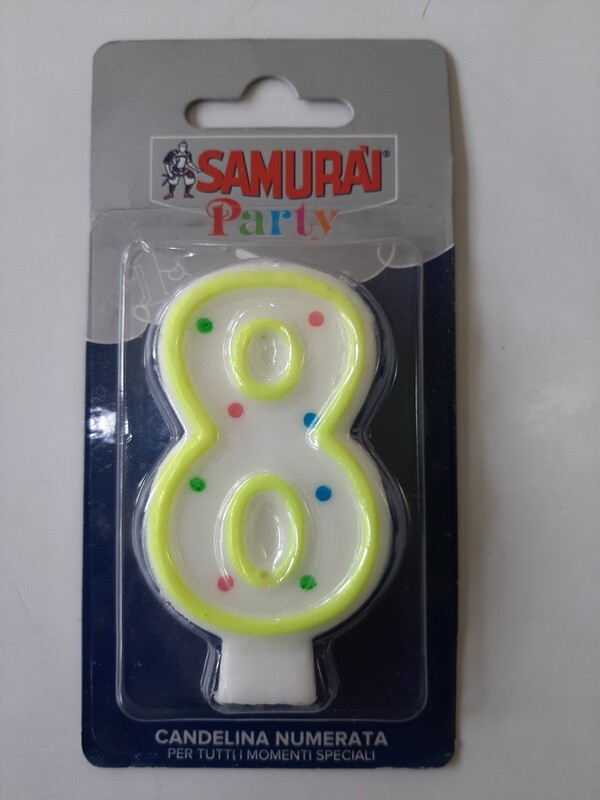 SAMURAI®
Party
8
CANDELINA NUMERATA
PER TUTTI I MOMENTI SPECIALI